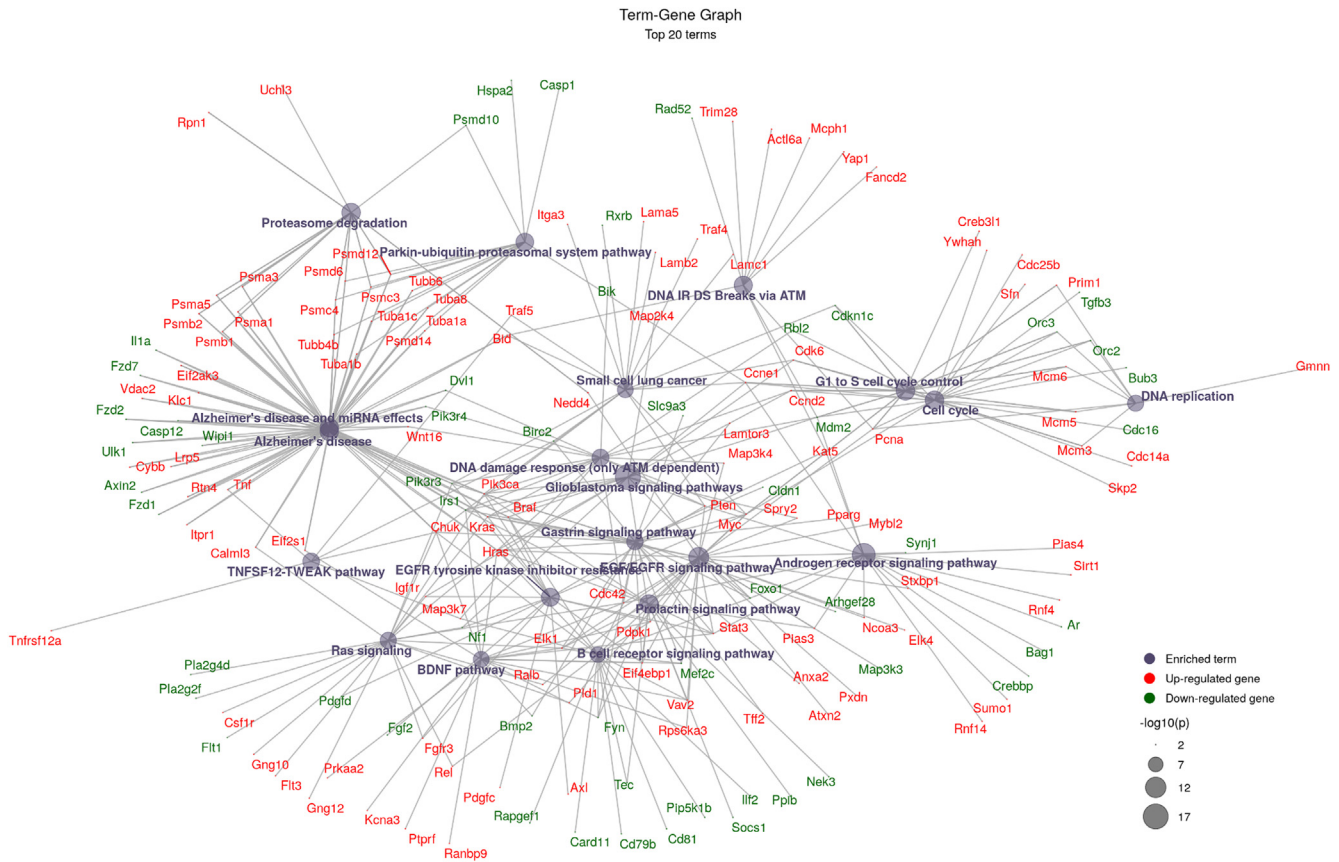 Term-Gene Graph
Top 20 terms
Uchl3
Hspa2
Casp1
Rpn1
Psmd10
Rad52
Trim28
Actl6a
Mcph1
Yap1
Fancd2
Proteasome degradation
Itga3
Rxrb
Lama5
Traf4
Creb3l1
Ywhah
Psmd12
Parkin-ubiquitin proteasomal system pathway
Lamb2
Lamc1
Cdc25b
Psma3
Psmd6
Tubb6
Bik
DNA IR DS Breaks via ATM
Sfn
Prim1
Tgfb3
Psma5
Psmc3
Tuba8
Psmc4
Traf5
Map2k4
Cdkn1c
Psmb2
Psma1
Tuba1c
Tuba1a
Rbl2
Orc3
Il1a
Psmb1
Tubb4b
Psmd14
Bid
Cdk6
Orc2
Fzd7
Eif2ak3
Tuba1b
Ccne1
Mcm6
Bub3
Gmnn
Vdac2
Klc1
Dvl1
Small cell lung cancer
G1 to S cell cycle control
DNA replication
Fzd2
Alzheimer's disease and miRNA effects
Pik3r4
Nedd4
Slc9a3
Ccnd2
Cell cycle
Casp12
Wipi1
Alzheimer's disease
Wnt16
Birc2
Lamtor3
Mdm2
Pcna
Mcm5
Cdc16
Ulk1
Cybb
Lrp5
Map3k4
Kat5
Mcm3
Cdc14a
DNA damage response (only ATM dependent)
Axin2
Rtn4
Tnf
Pik3r3
Pik3ca
Glioblastoma signaling pathways
Cldn1
Skp2
Fzd1
Irs1
Braf
Pten
Spry2
Itpr1
Chuk
Kras
Myc
Pparg
Mybl2
Calml3
Eif2s1
Hras
Gastrin signaling pathway
Synj1
Pias4
TNFSF12-TWEAK pathway
EGFR tyrosine kinase inhibitor resistance
EGF/EGFR signaling pathway
Androgen receptor signaling pathway
Sirt1
Igf1r
Cdc42
Foxo1
Stxbp1
Map3k7
Prolactin signaling pathway
Arhgef28
Rnf4
Tnfrsf12a
Nf1
Elk1
Pdpk1
Stat3
Pias3
Ncoa3
Elk4
Ar
Ras signaling
B cell receptor signaling pathway
Bag1
Pla2g4d
BDNF pathway
Ralb
Eif4ebp1
Mef2c
Anxa2
Map3k3
Pla2g2f
Pdgfd
Pld1
Vav2
Pxdn
Crebbp
Csf1r
Fgf2
Bmp2
Fyn
Rps6ka3
Tff2
Atxn2
Sumo1
Rnf14
Flt1
Fgfr3
Gng10
Prkaa2
Rel
Flt3
Axl
Tec
Nek3
Gng12
Pdgfc
Pip5k1b
Ilf2
Ppib
Kcna3
Rapgef1
Socs1
Ptprf
Card11
Cd79b
Cd81
Ranbp9
Enriched term
Up-regulated gene
Down-regulated gene
-log10(p)
2
7
12
17